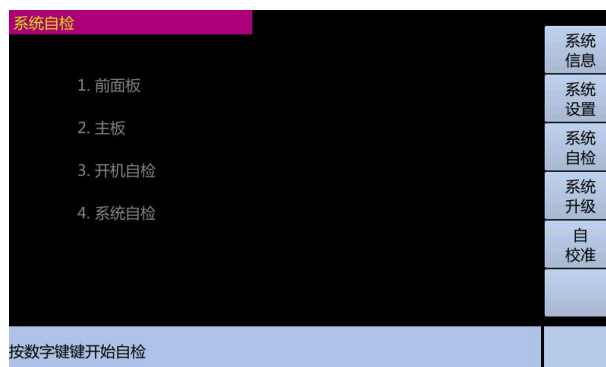 系统自检
1. 前面板
2. 主板
3. 开机自检
4. 系统自检
系统
信息
系统
设置
系统
自检
系统
升级
自
校准
按数字键键开始自检